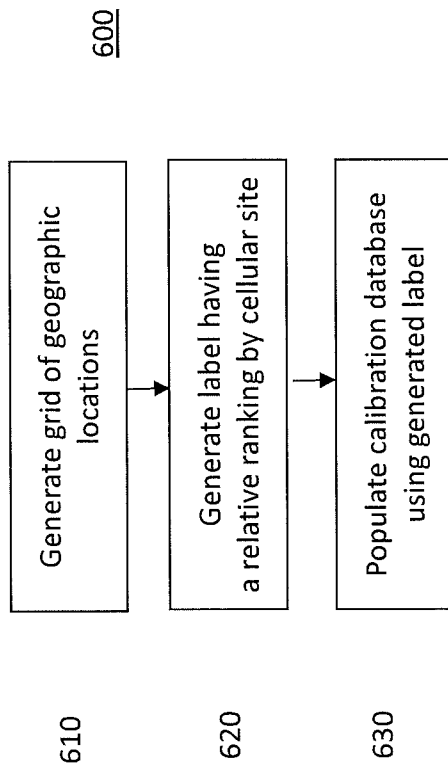 600
610
Generate grid of geographic
locations
620
Generate label having
a relative ranking by cellular site
630
Populate calibration database
using generated label